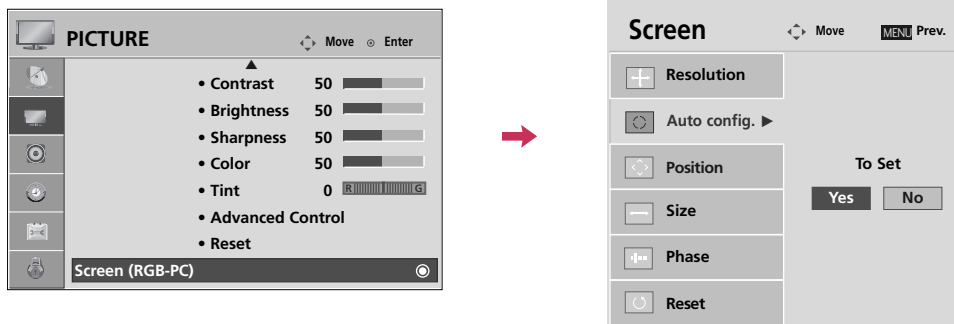 PICTURE
Move Enter
• Contrast 50
• Brightness 50
• Sharpness 50
• Color 50
• Tint 0 R G
• Advanced Control
• Reset
Screen (RGB-PC)
Screen
Move MENU Prev.
Resolution
Auto config. ►
Position
Size
Phase
Reset
To Set
Yes No